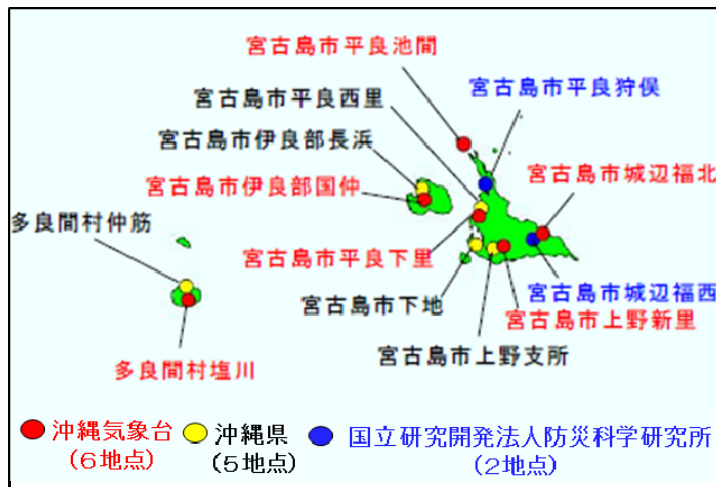 宮古島市平良池間
宮古島市平良西里
宮古島市平良狩俣
宮古島市伊良部長浜
宮古島市伊良部国仲
宮古島市城辺福北
多良間村仲筋
宮古島市平良下里
宮古島市下地
宮古島市城辺福西
宮古島市上野新里
宮古島市上野支所
多良間村塩川
沖縄気象台
(6地点)
沖縄県
(5地点)
国立研究開発法人防災科学研究所
(2地点)